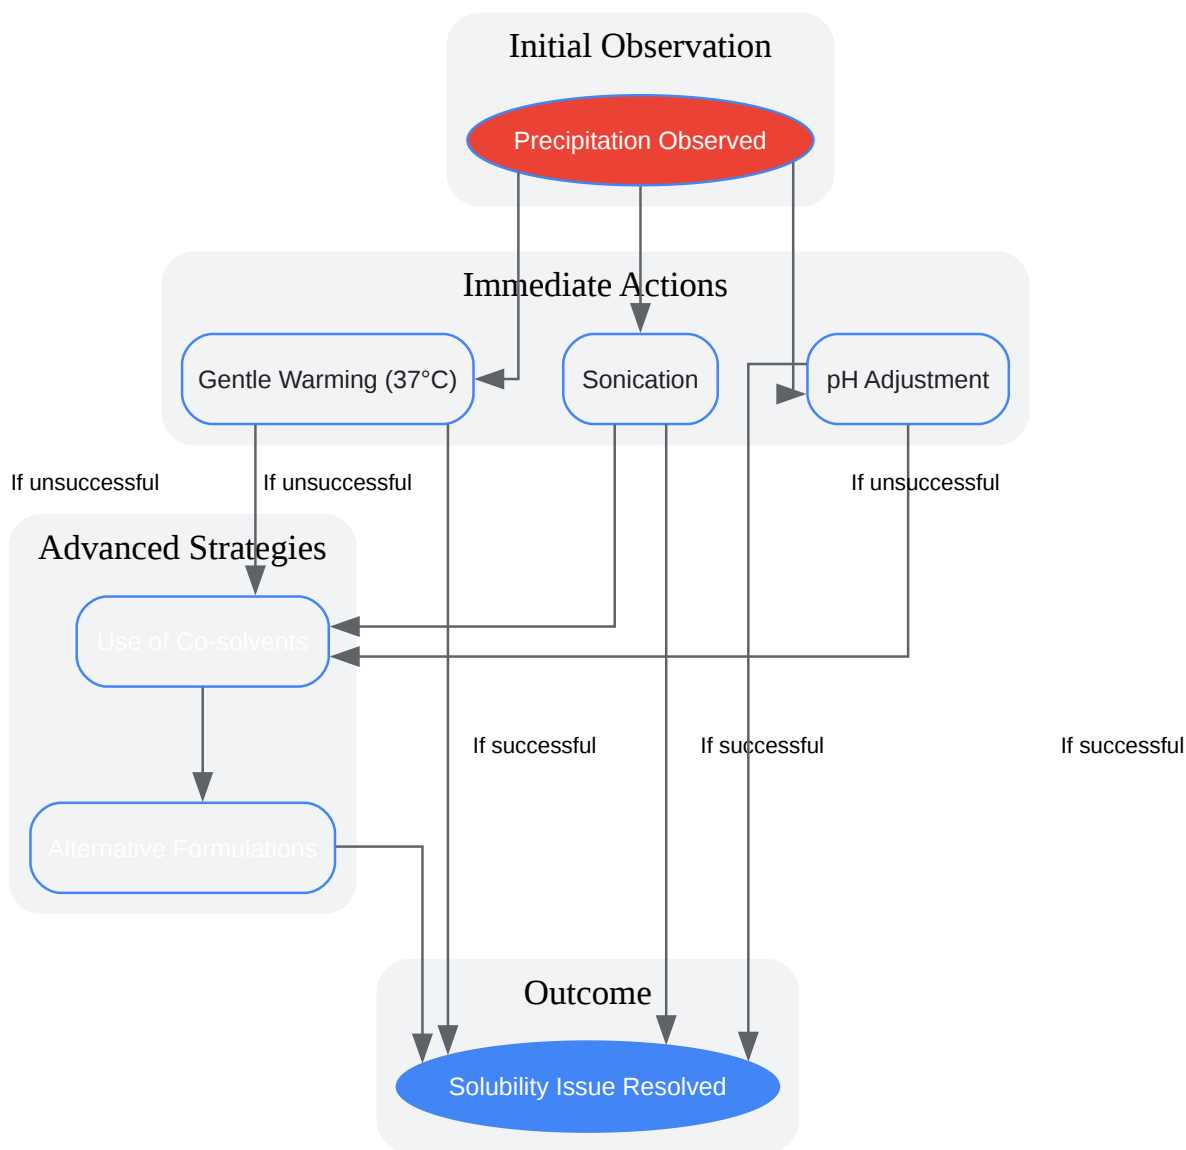 Initial Observation
Precipitation Observed
Immediate Actions
Gentle Warming (37°C)
Sonication
pH Adjustment
If unsuccessful
If unsuccessful
If unsuccessful
Advanced Strategies
Use of Co-solvents
If successful
If successful
If successful
Alternative Formulations
Outcome
Solubility Issue Resolved